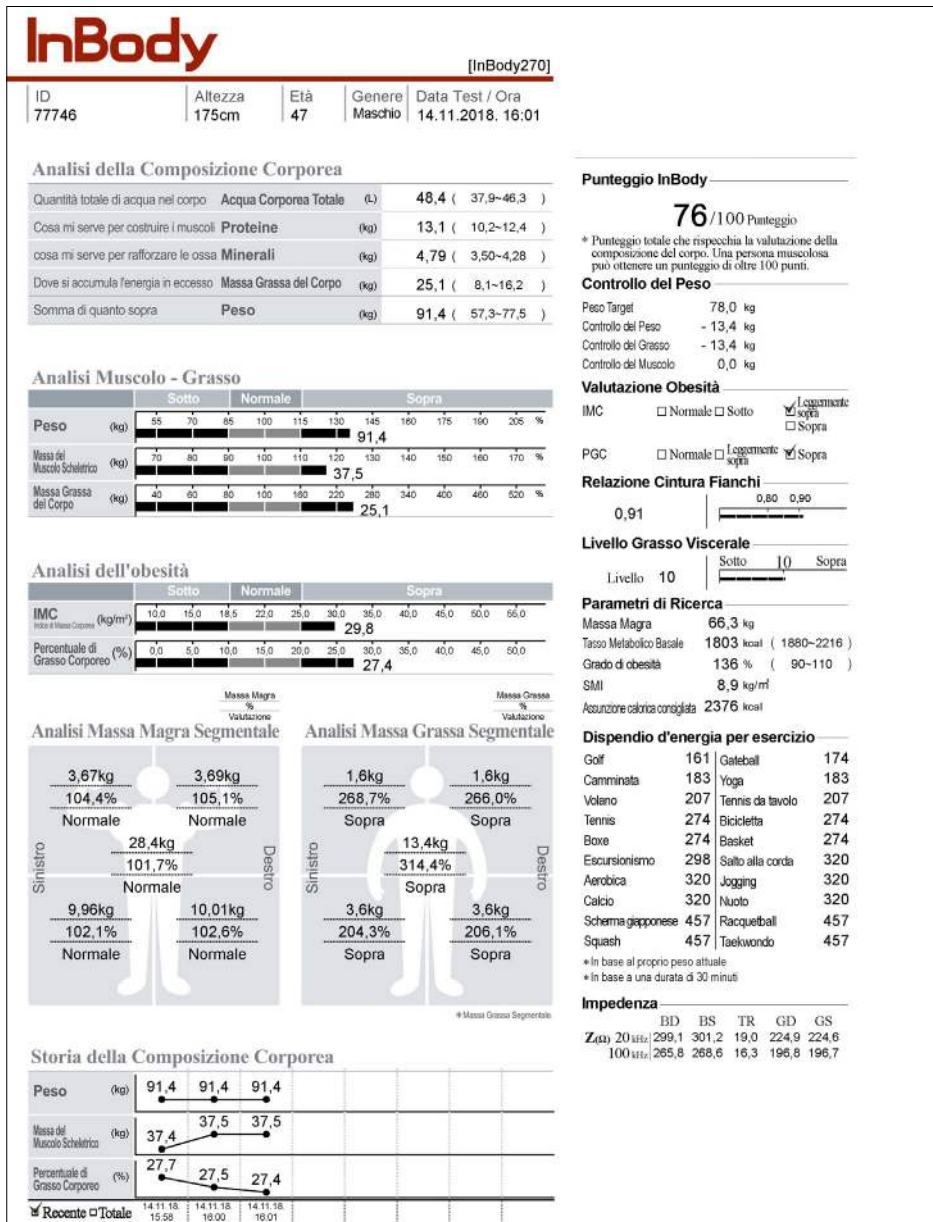 InBody
[InBody270]
ID Altezza Età Genere Data Test / Ora
77746 175cm 47 Maschio 14.11.2018. 16:01
Analisi della Composizione Corporea
Quantità totale di acqua nel corpo Acqua Corporea Totale (L) 48,4 ( 37,9~46,3 )
Cosa mi serve per costruire i muscoli Proteine (kg) 13,1 ( 10,2~12,4 )
cosa mi serve per rafforzare le ossa Minerali (kg) 4,79 ( 3,50~4,28 )
Dove si accumula l'energia in eccesso Massa Grassa del Corpo (kg) 25,1 ( 8,1~16,2 )
Somma di quanto sopra Peso (kg) 91,4 ( 57,3~77,5 )
Analisi Muscolo - Grasso
Sotto Normale Sopra
Peso (kg) 55 70 85 100 115 130 145 160 175 190 205 %
91,4
Massa del Muscolo Scheletrico (kg) 70 80 90 100 110 120 130 140 150 160 170 %
37,5
Massa Grassa del Corpo (kg) 40 60 80 100 160 220 280 340 400 460 520 %
25,1
Analisi dell'obesità
Sotto Normale Sopra
IMC Indice di Massa Corporea (kg/m²) 10,0 15,0 18,5 22,0 25,0 30,0 35,0 40,0 45,0 50,0 55,0
29,8
Percentuale di Grasso Corporeo (%) 0,0 5,0 10,0 15,0 20,0 25,0 30,0 35,0 40,0 45,0 50,0
27,4
Massa Magra
%
Valutazione
Analisi Massa Magra Segmentale
3,67kg 3,69kg
104,4% 105,1%
Normale Normale
28,4kg
101,7%
Normale
Sinistro Destro
9,96kg 10,01kg
102,1% 102,6%
Normale Normale
Massa Grassa
%
Valutazione
Analisi Massa Grassa Segmentale
1,6kg 1,6kg
268,7% 266,0%
Sopra Sopra
13,4kg
314,4%
Sopra
Sinistro Destro
3,6kg 3,6kg
204,3% 206,1%
Sopra Sopra
*Massa Grassa Segmentale
Storia della Composizione Corporea
Peso (kg) 91,4 91,4 91,4
Massa del Muscolo Scheletrico (kg) 37,4 37,5 37,5
Percentuale di Grasso Corporeo (%) 27,7 27,5 27,4
Recente Totale 14.11.18. 15:58 14.11.18. 16:00 14.11.18. 16:01
Punteggio InBody
76/100 Punteggio
* Punteggio totale che rispecchia la valutazione della
composizione del corpo. Una persona muscolosa
può ottenere un punteggio di oltre 100 punti.
Controllo del Peso
Peso Target 78,0 kg
Controllo del Peso - 13,4 kg
Controllo del Grasso - 13,4 kg
Controllo del Muscolo 0,0 kg
Valutazione Obesità
IMC Normale Sotto Leggermente sopra
Sopra
PGC Normale Leggermente sopra Sopra
Relazione Cintura Fianchi
0,80 0,90
0,91
Livello Grasso Viscerale
Sotto 10 Sopra
Livello 10
Parametri di Ricerca
Massa Magra 66,3 kg
Tasso Metabolico Basale 1803 kcal ( 1880~2216 )
Grado di obesità 136 % ( 90~110 )
SMI 8,9 kg/m²
Assunzione calorica consigliata 2376 kcal
Dispendio d'energia per esercizio
Golf 161 Gateball 174
Camminata 183 Yoga 183
Volano 207 Tennis da tavolo 207
Tennis 274 Bicicletta 274
Boxe 274 Basket 274
Escursionismo 298 Salto alla corda 320
Aerobica 320 Jogging 320
Calcio 320 Nuoto 320
Scherma giapponese 457 Racquetball 457
Squash 457 Taekwondo 457
*In base al proprio peso attuale
*In base a una durata di 30 minuti
Impedenza
BD BS TR GD GS
Z(Ω) 20 kHz 299,1 301,2 19,0 224,9 224,6
100 kHz 265,8 268,6 16,3 196,8 196,7